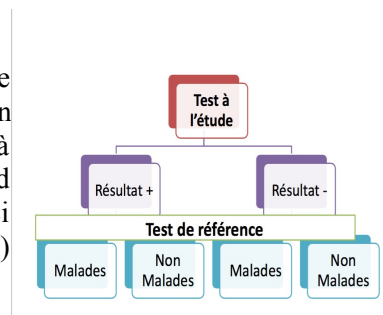 e
n
à
d
i
)
Test à
l'étude
Résultat +
Résultat -
Test de référence
Malades
Non
Malades
Malades
Non
Malades